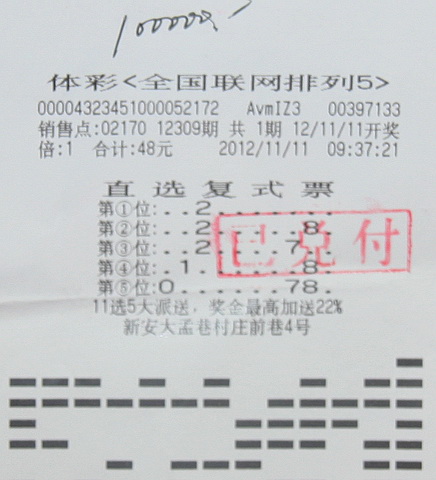 100000.-
体彩<全国联网排列5>
00004323451000052172 AvmIZ3 00397133
销售点:02170 12309期 共1期 12/11/11开奖
倍:1 合计:48元 2012/11/11 09:37:21
直选复式票
第①位:..2.......
第②位:..2.....8.
第③位:..2....7..
第④位:.1......8.
第⑤位:0......78.
已兑付
11选5大派送，奖金最高加送22%
新安大孟巷村庄前巷4号